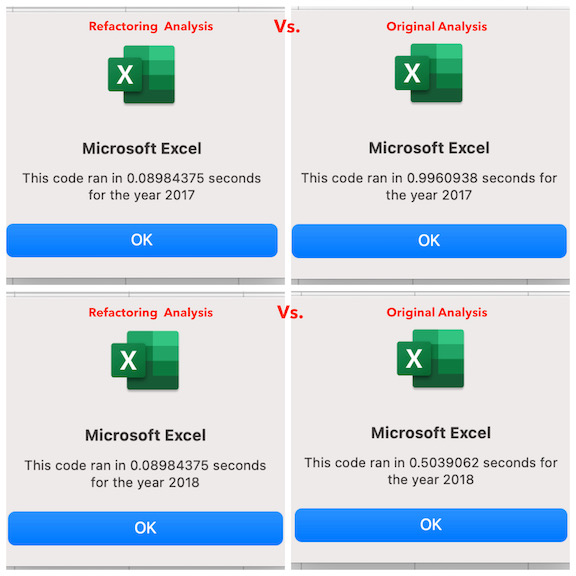 Refactoring Analysis
Vs.
Original Analysis
X
Microsoft Excel
This code ran in 0.08984375 seconds
for the year 2017
OK
X
Microsoft Excel
This code ran in 0.9960938 seconds for
the year 2017
OK
Refactoring Analysis
Vs.
Original Analysis
X
Microsoft Excel
This code ran in 0.08984375 seconds
for the year 2018
OK
X
Microsoft Excel
This code ran in 0.5039062 seconds for
the year 2018
OK